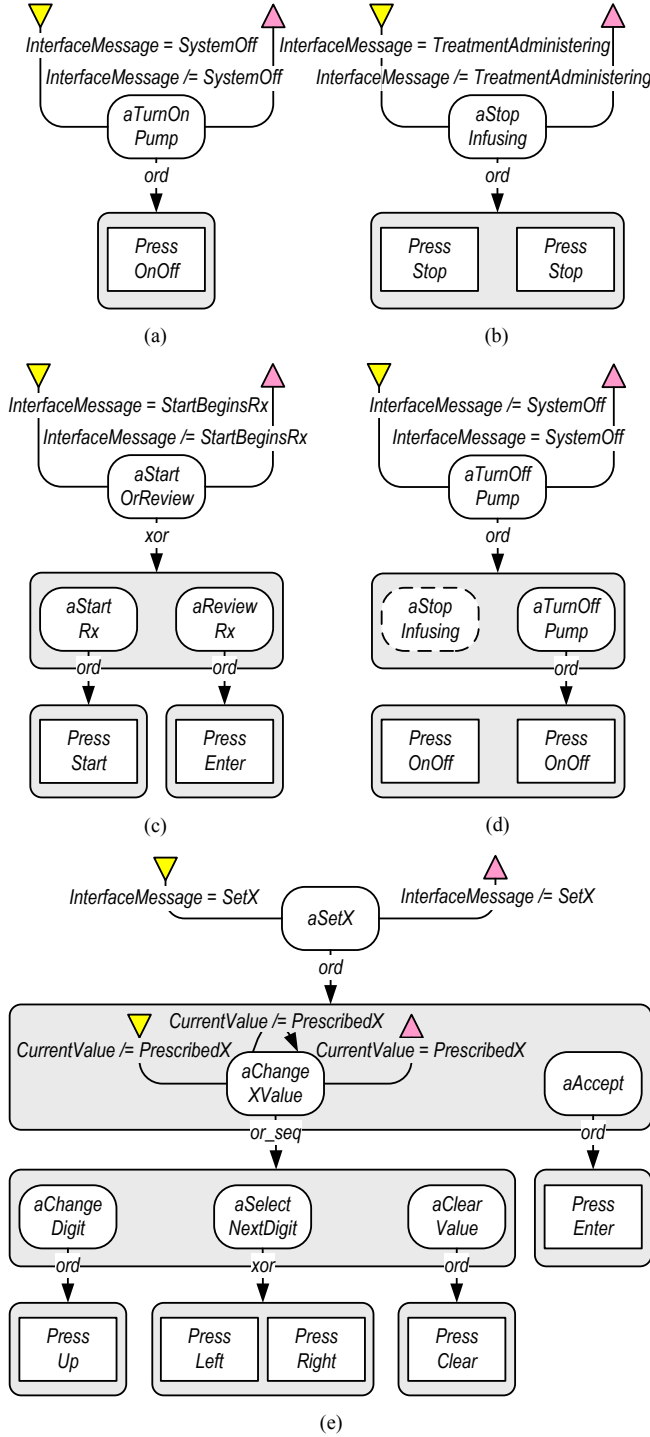 InterfaceMessage = SystemOff
InterfaceMessage /= SystemOff
aTurnOn
Pump
ord
Press
OnOff
(a)
InterfaceMessage = TreatmentAdministering
InterfaceMessage /= TreatmentAdministering
aStop
Infusing
ord
Press
Stop
Press
Stop
(b)
InterfaceMessage = StartBeginsRx
InterfaceMessage /= StartBeginsRx
aStart
OrReview
xor
aStart
Rx
aReview
Rx
ord
ord
Press
Start
Press
Enter
(c)
InterfaceMessage /= SystemOff
InterfaceMessage = SystemOff
aTurnOff
Pump
ord
aStop
Infusing
aTurnOff
Pump
ord
Press
OnOff
Press
OnOff
(d)
InterfaceMessage = SetX
InterfaceMessage /= SetX
aSetX
ord
CurrentValue /= PrescribedX
CurrentValue /= PrescribedX
CurrentValue = PrescribedX
aChange
XValue
aAccept
or_seq
ord
aChange
Digit
aSelect
NextDigit
aClear
Value
Press
Enter
ord
xor
ord
Press
Up
Press
Left
Press
Right
Press
Clear
(e)